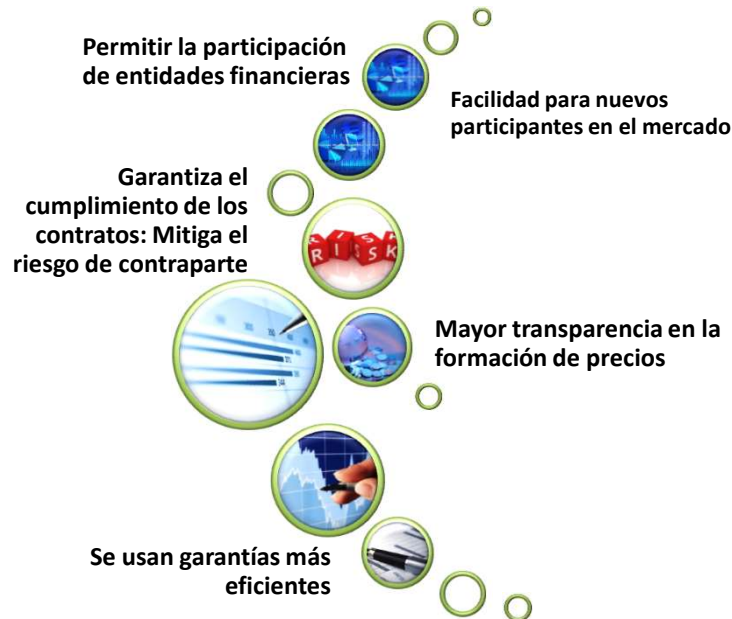 Permitir la participación
de entidades financieras
Facilidad para nuevos
participantes en el mercado
Garantiza el
cumplimiento de los
contratos: Mitiga el
riesgo de contraparte
RISK
Mayor transparencia en la
formación de precios
Se usan garantías más
eficientes